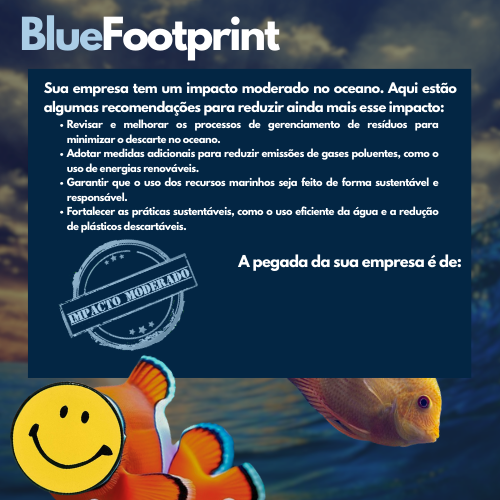 BlueFootprint
Sua empresa tem um impacto moderado no oceano. Aqui estão
algumas recomendações para reduzir ainda mais esse impacto:
• Revisar e melhorar os processos de gerenciamento de resíduos para
minimizar o descarte no oceano.
• Adotar medidas adicionais para reduzir emissões de gases poluentes, como o
uso de energias renováveis.
• Garantir que o uso dos recursos marinhos seja feito de forma sustentável e
responsável.
• Fortalecer as práticas sustentáveis, como o uso eficiente da água e a redução
de plásticos descartáveis.
A pegada da sua empresa é de:
IMPACTO MODERADO